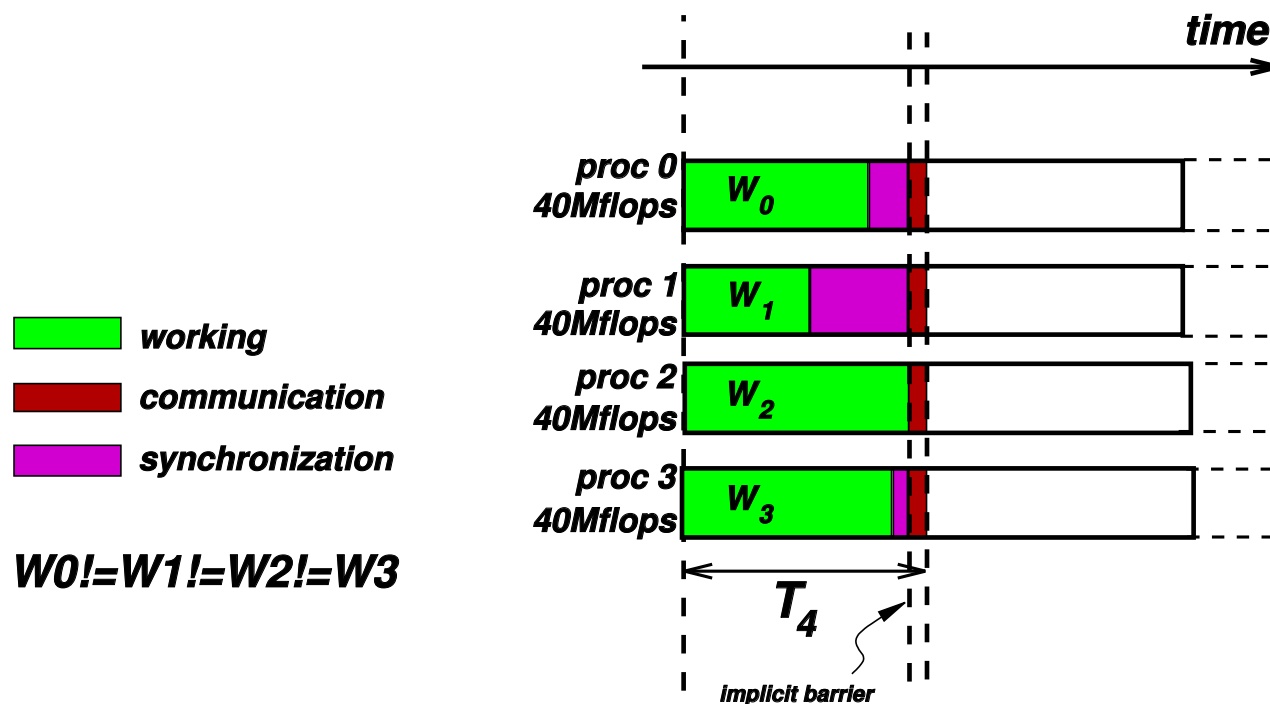 time
proc 0
40Mflops
W0
proc 1
40Mflops
W1
working
proc 2
communication
40Mflops
W2
synchronization
proc 3
40Mflops
W3
W0!=W1!=W2!=W3
T4
implicit barrier